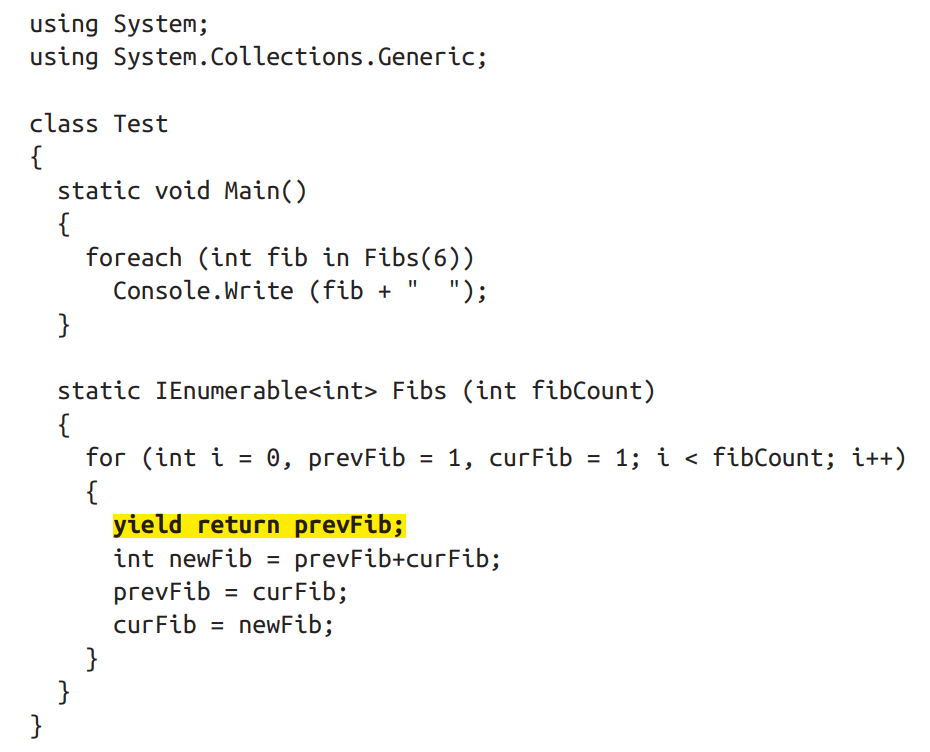 using System;
using System.Collections.Generic;

class Test
{
  static void Main()
  {
    foreach (int fib in Fibs(6))
      Console.Write (fib + "  ");
  }

  static IEnumerable<int> Fibs (int fibCount)
  {
    for (int i = 0, prevFib = 1, curFib = 1; i < fibCount; i++)
    {
      yield return prevFib;
      int newFib = prevFib+curFib;
      prevFib = curFib;
      curFib = newFib;
    }
  }
}